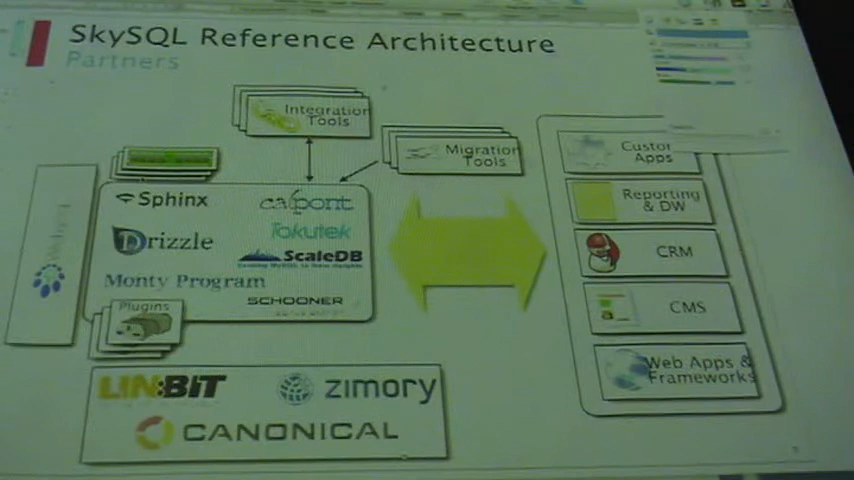 SkySQL Reference Architecture
Partners
Integration
Tools
Migration
Tools
Sphinx
calpont
Drizzle
Tokutek
ScaleDB
Monty Program
SCHOONER
Plugins
LINBIT
zimory
CANONICAL
Custom
Apps
Reporting
& DW
CRM
CMS
Web Apps &
Frameworks